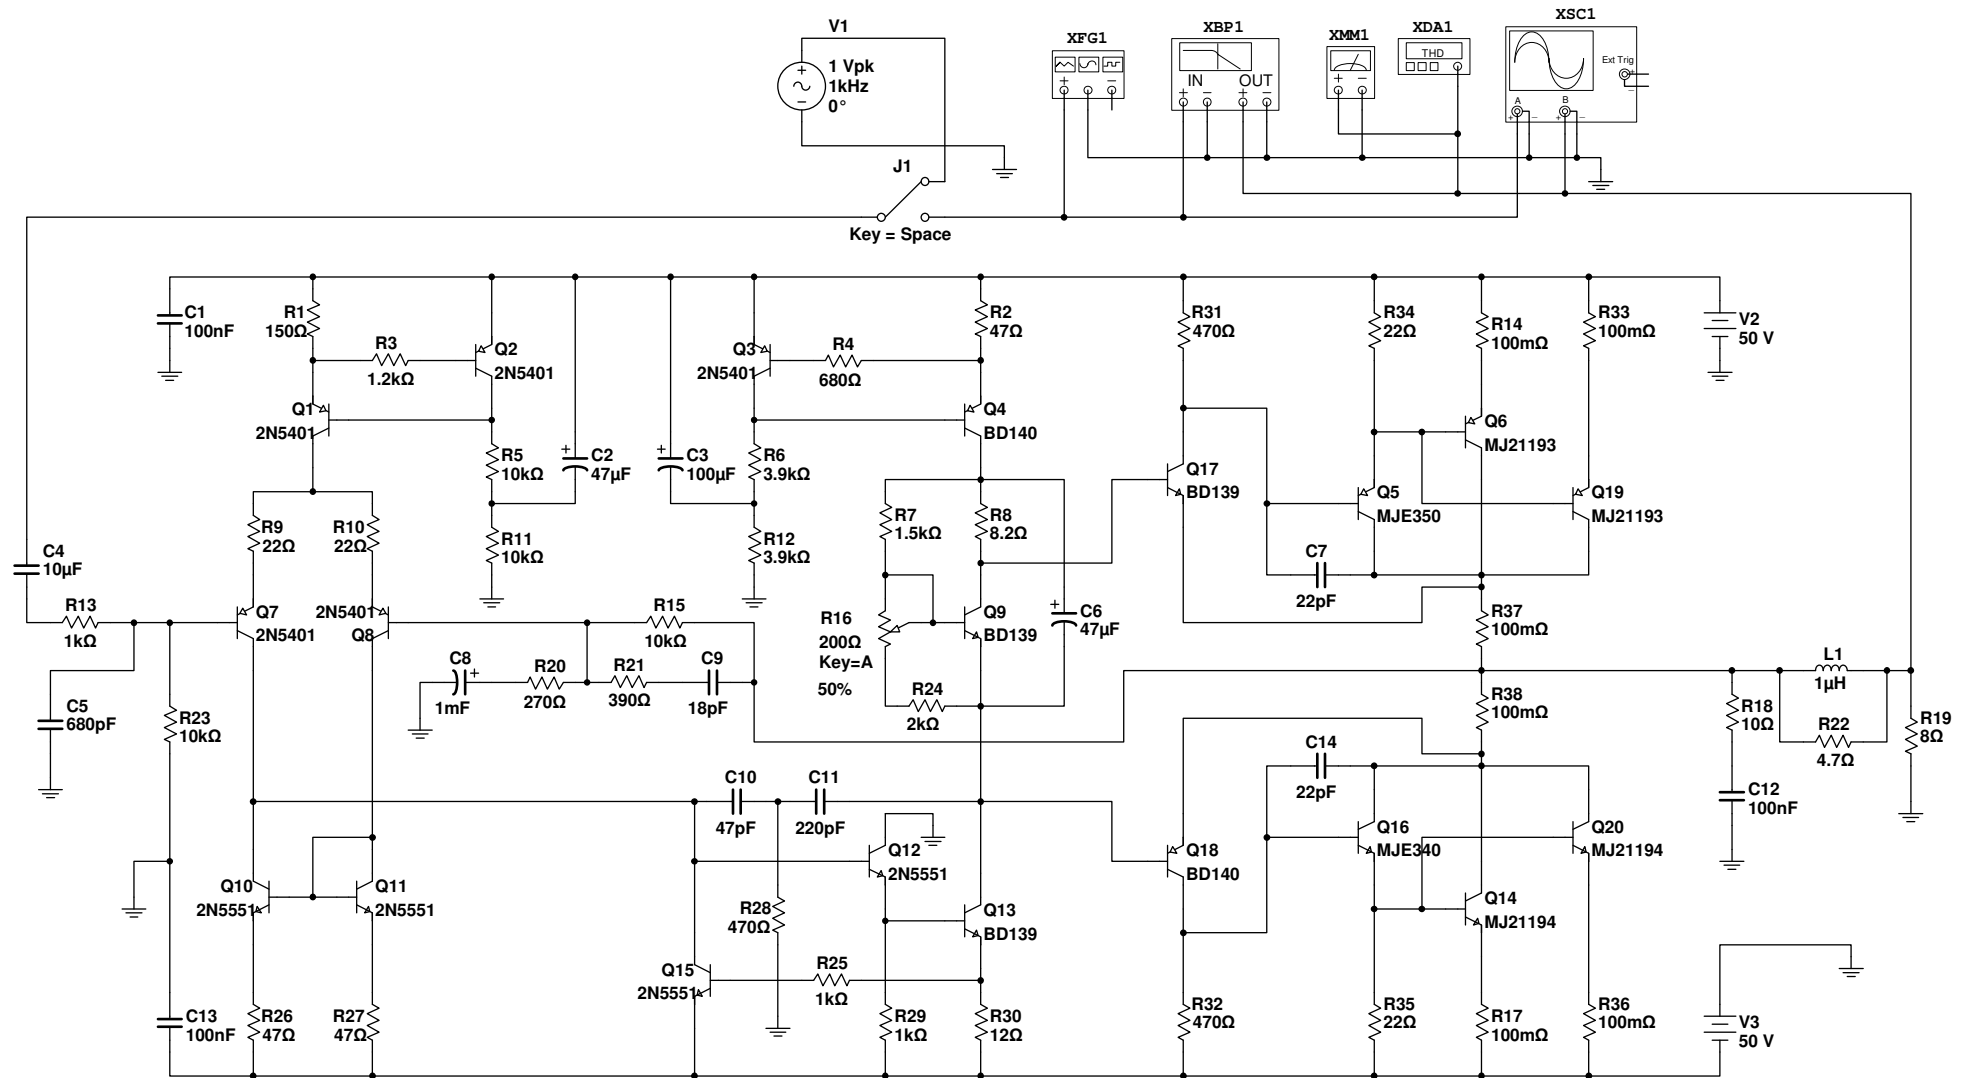 V1
1 Vpk
1kHz
0°
J1
Key = Space
XFG1
XBP1
IN OUT
XMM1
XDA1
THD
XSC1
Ext Trig
A
B
C1
100nF
R1
150Ω
R3
1.2kΩ
Q2
2N5401
Q1
2N5401
R5
10kΩ
C2
47µF
R11
10kΩ
R9
22Ω
R10
22Ω
Q3
2N5401
R4
680Ω
R2
47Ω
Q4
BD140
C3
100µF
R6
3.9kΩ
R12
3.9kΩ
R7
1.5kΩ
R8
8.2Ω
R31
470Ω
Q17
BD139
R34
22Ω
R14
100mΩ
R33
100mΩ
Q6
MJ21193
Q5
MJE350
Q19
MJ21193
C7
22pF
V2
50 V
C4
10µF
R13
1kΩ
Q7
2N5401
2N5401
Q8
R15
10kΩ
C8
1mF
R20
270Ω
R21
390Ω
C9
18pF
R16
200Ω
Key=A
50%
Q9
BD139
C6
47µF
R24
2kΩ
R37
100mΩ
R38
100mΩ
L1
1µH
R18
10Ω
R22
4.7Ω
R19
8Ω
C12
100nF
C5
680pF
R23
10kΩ
C10
47pF
C11
220pF
Q12
2N5551
C14
22pF
Q16
MJE340
Q20
MJ21194
Q18
BD140
Q14
MJ21194
Q10
2N5551
Q11
2N5551
R28
470Ω
Q13
BD139
Q15
2N5551
R25
1kΩ
C13
100nF
R26
47Ω
R27
47Ω
R29
1kΩ
R30
12Ω
R32
470Ω
R35
22Ω
R17
100mΩ
R36
100mΩ
V3
50 V